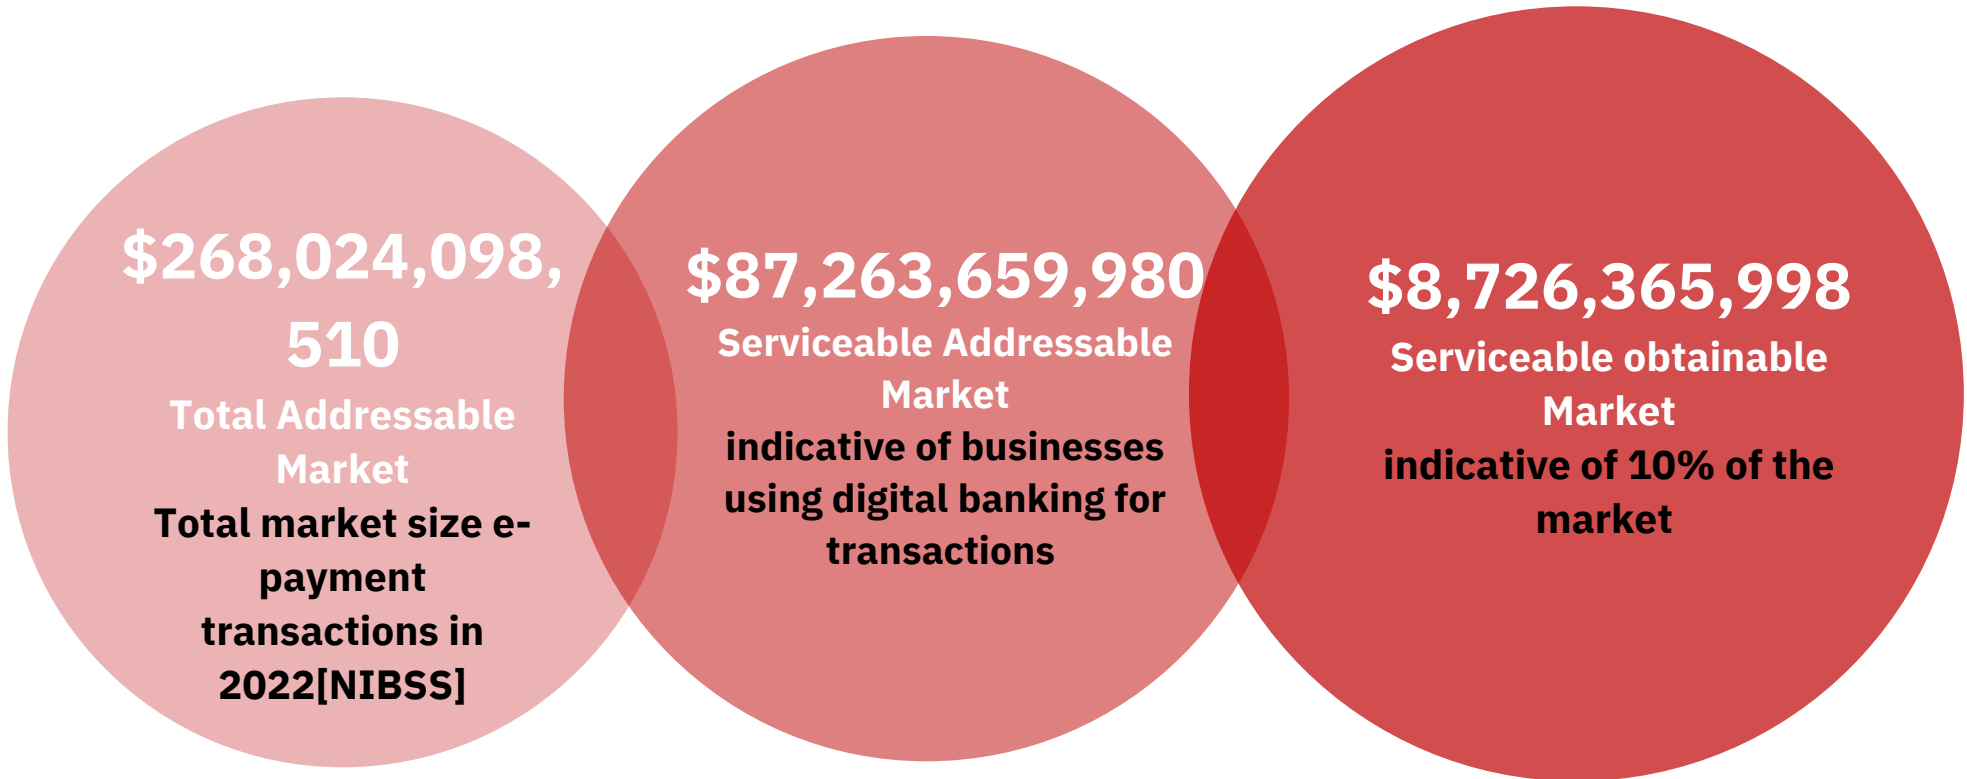 $268,024,098,
510
Total Addressable
Market
Total market size e-
payment
transactions in
2022[NIBSS]
$87,263,659,980
Serviceable Addressable
Market
indicative of businesses
using digital banking for
transactions
$8,726,365,998
Serviceable obtainable
Market
indicative of 10% of the
market